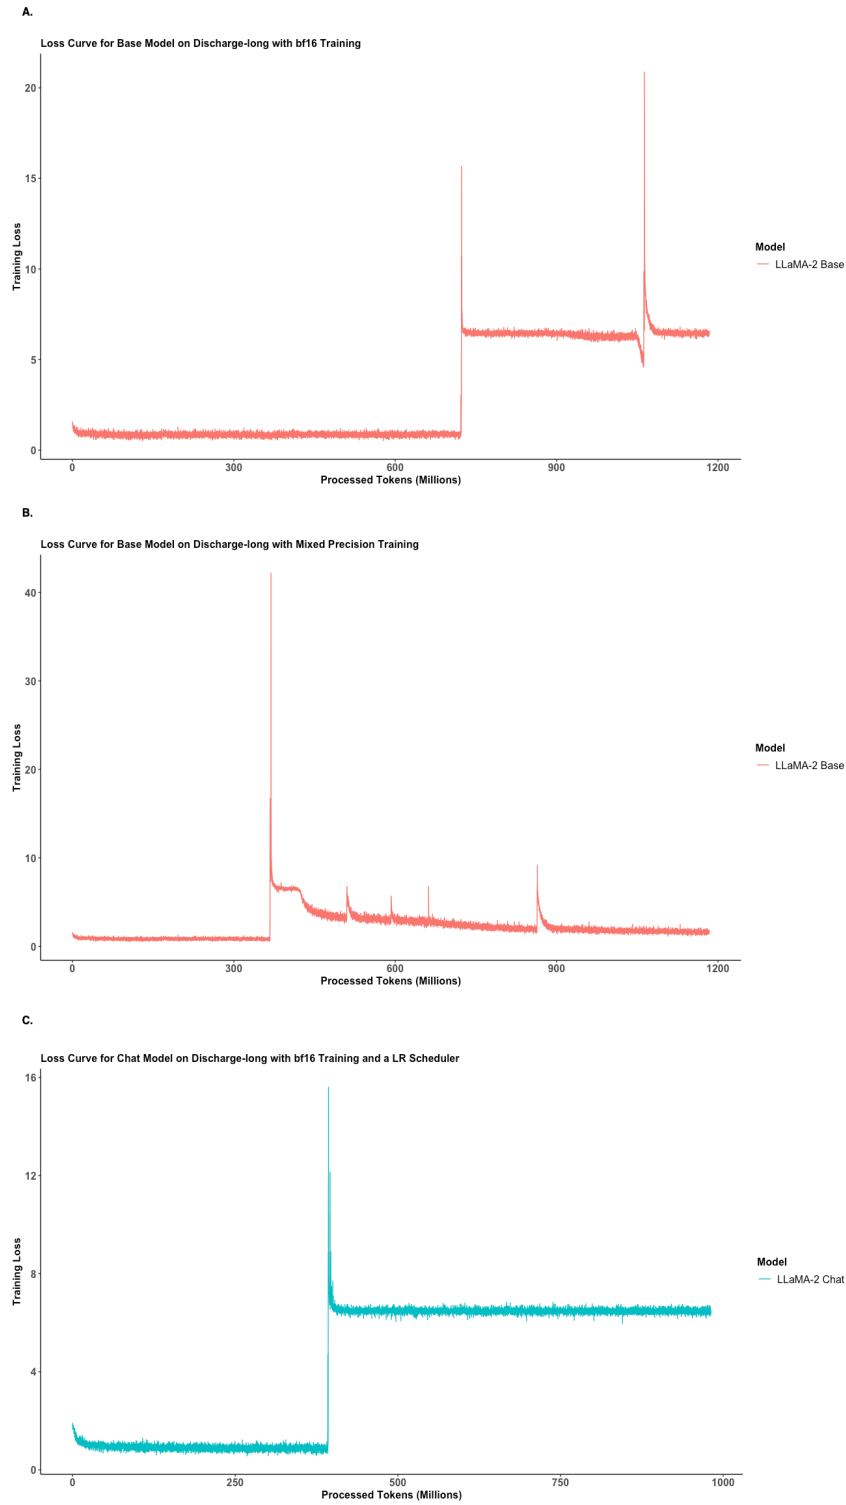 A.
Loss Curve for Base Model on Discharge-long with bf16 Training
20
15
10
5
0
Training Loss
0 300 600 900 1200
Processed Tokens (Millions)
Model
LLaMA-2 Base
B.
Loss Curve for Base Model on Discharge-long with Mixed Precision Training
40
30
20
10
0
Training Loss
0 300 600 900 1200
Processed Tokens (Millions)
Model
LLaMA-2 Base
C.
Loss Curve for Chat Model on Discharge-long with bf16 Training and a LR Scheduler
16
12
8
4
0
Training Loss
0 250 500 750 1000
Processed Tokens (Millions)
Model
LLaMA-2 Chat